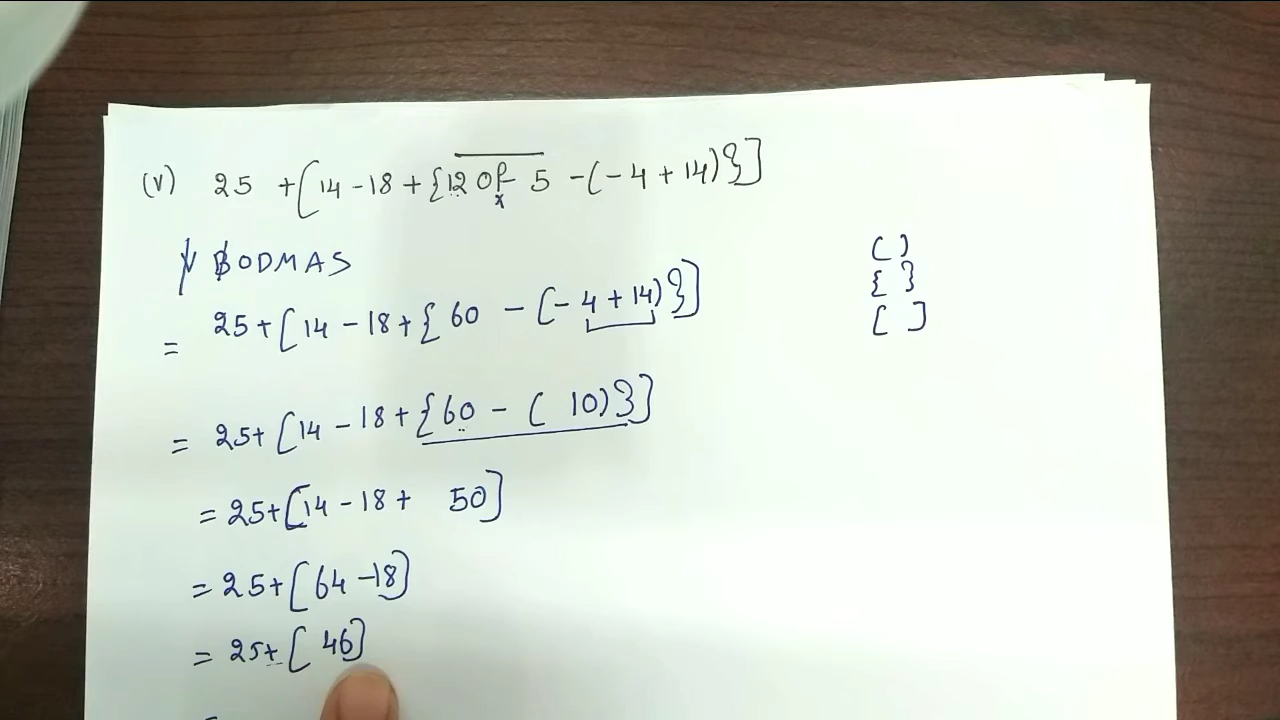 (v) 25 +[14-18+{12 of 5 -(-4+14)}]
x
V BODMAS
( )
{ }
[ ]
= 25+[14-18+{60 -(-4+14)}]
= 25+[14-18+{60-( 10)}]
= 25+[14-18+ 50]
= 25+[64-18]
= 25+[ 46]